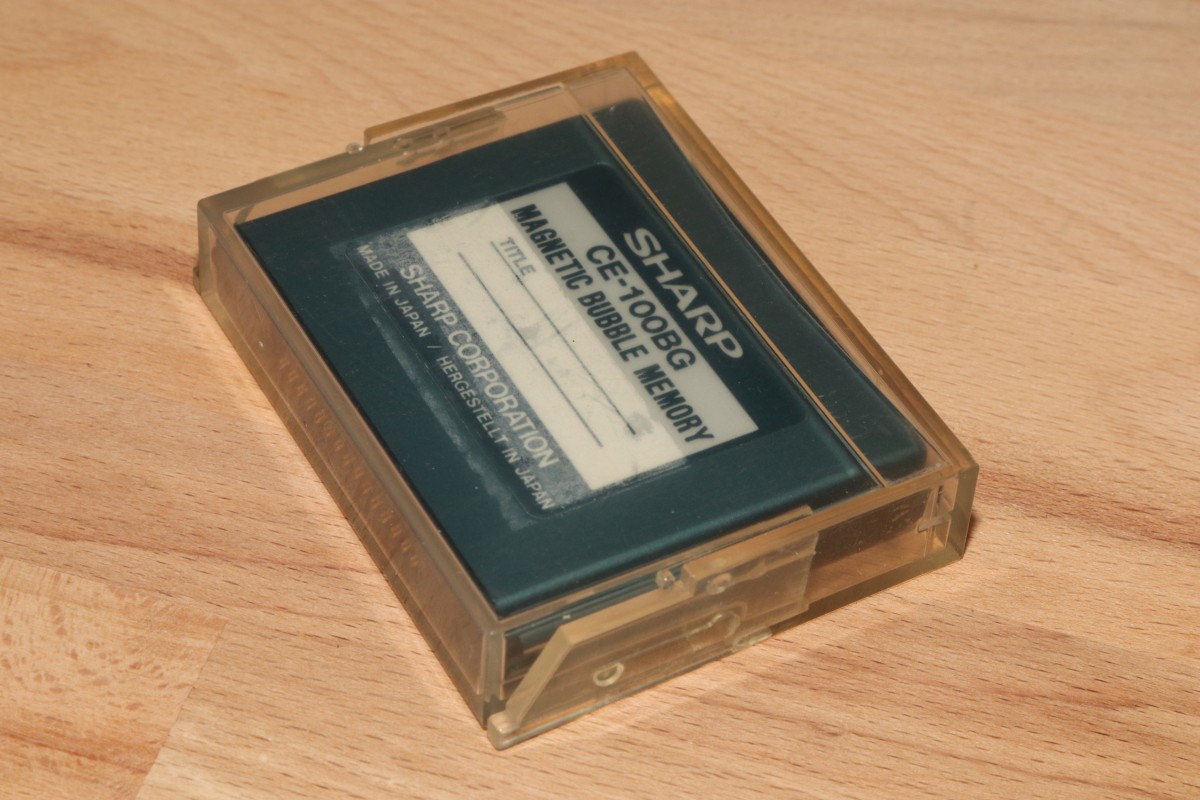 SHARP
CE-100BG
MAGNETIC BUBBLE MEMORY
TITLE
SHARP CORPORATION
MADE IN JAPAN / HERGESTELLT IN JAPAN